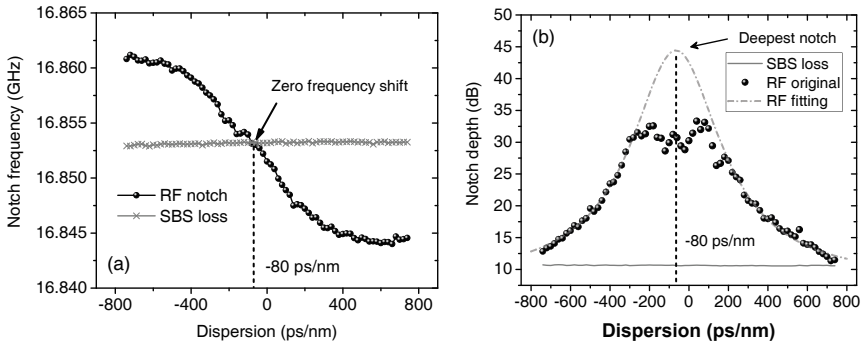 16.865
16.860
16.855
16.850
16.845
16.840
Notch frequency (GHz)
Zero frequency shift
RF notch
SBS loss
(a)
-80 ps/nm
-800 -400 0 400 800
Dispersion (ps/nm)
50
45
40
35
30
25
20
15
10
Notch depth (dB)
(b)
Deepest notch
SBS loss
RF original
RF fitting
-80 ps/nm
-800 -600 -400 -200 0 200 400 600 800
Dispersion (ps/nm)